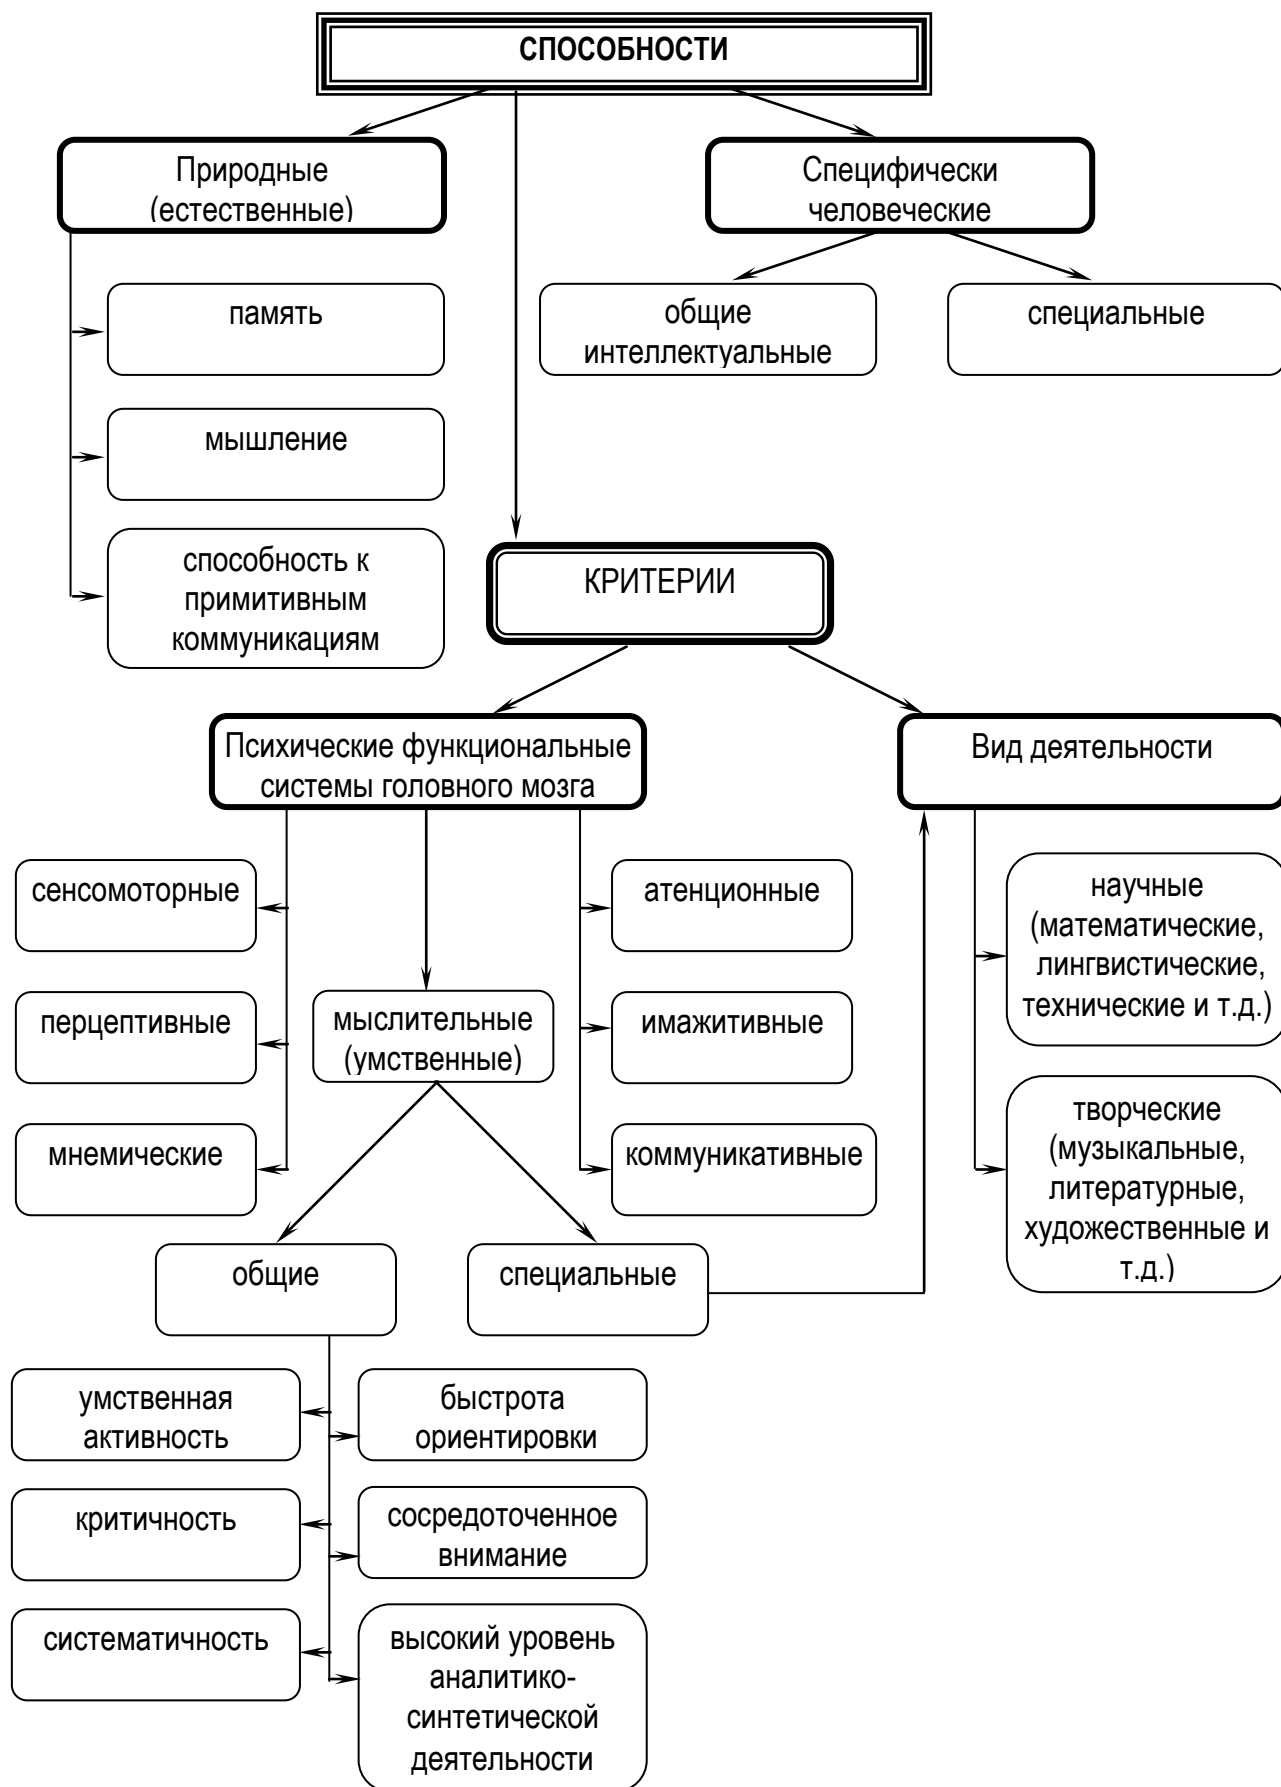 СПОСОБНОСТИ
Природные
(естественные)
Специфически
человеческие
память
общие
интеллектуальные
специальные
мышление
способность к
примитивным
коммуникациям
КРИТЕРИИ
Психические функциональные
системы головного мозга
Вид деятельности
сенсомоторные
атенционные
научные
(математические,
лингвистические,
технические и т.д.)
перцептивные
мыслительные
(умственные)
имажитивные
мнемические
коммуникативные
творческие
(музыкальные,
литературные,
художественные и
т.д.)
общие
специальные
умственная
активность
быстрота
ориентировки
критичность
сосредоточенное
внимание
систематичность
высокий уровень
аналитико-
синтетической
деятельности